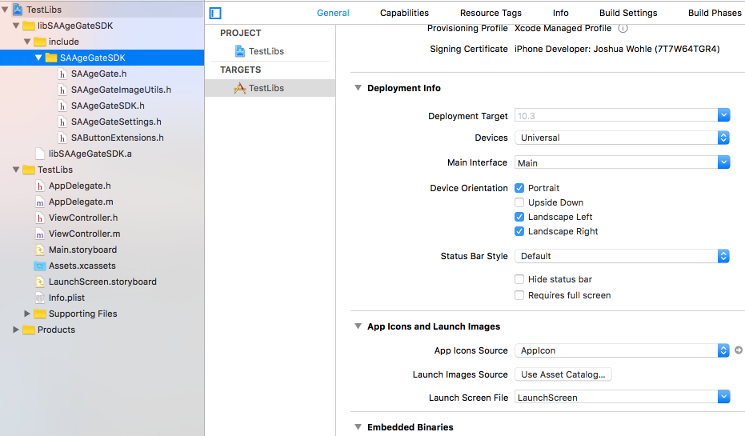 TestLibs
libSAAgeGateSDK
include
SAAgeGateSDK
h SAAgeGate.h
h SAAgeGateImageUtils.h
h SAAgeGateSDK.h
h SAAgeGateSettings.h
h SAButtonExtensions.h
libSAAgeGateSDK.a
TestLibs
h AppDelegate.h
m AppDelegate.m
h ViewController.h
m ViewController.m
Main.storyboard
Assets.xcassets
LaunchScreen.storyboard
Info.plist
Supporting Files
Products
General Capabilities Resource Tags Info Build Settings Build Phases
PROJECT
TestLibs
TARGETS
TestLibs
Provisioning Profile Xcode Managed Profile
Signing Certificate iPhone Developer: Joshua Wohle (7T7W64TGR4)
Deployment Info
Deployment Target 10.3
Devices Universal
Main Interface Main
Device Orientation Portrait
Upside Down
Landscape Left
Landscape Right
Status Bar Style Default
Hide status bar
Requires full screen
App Icons and Launch Images
App Icons Source AppIcon
Launch Images Source Use Asset Catalog...
Launch Screen File LaunchScreen
Embedded Binaries